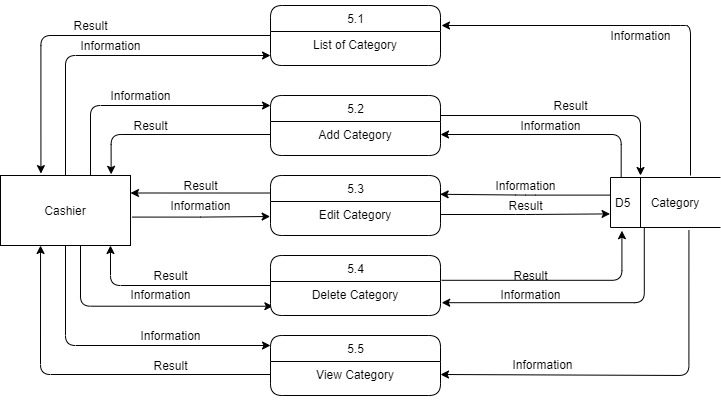 5.1
Result
Information
List of Category
Information
Information
5.2
Result
Result
Add Category
Information
Result
5.3
Information
Cashier
Information
Edit Category
Result
D5
Category
5.4
Result
Result
Information
Delete Category
Information
Information
5.5
Result
View Category
Information